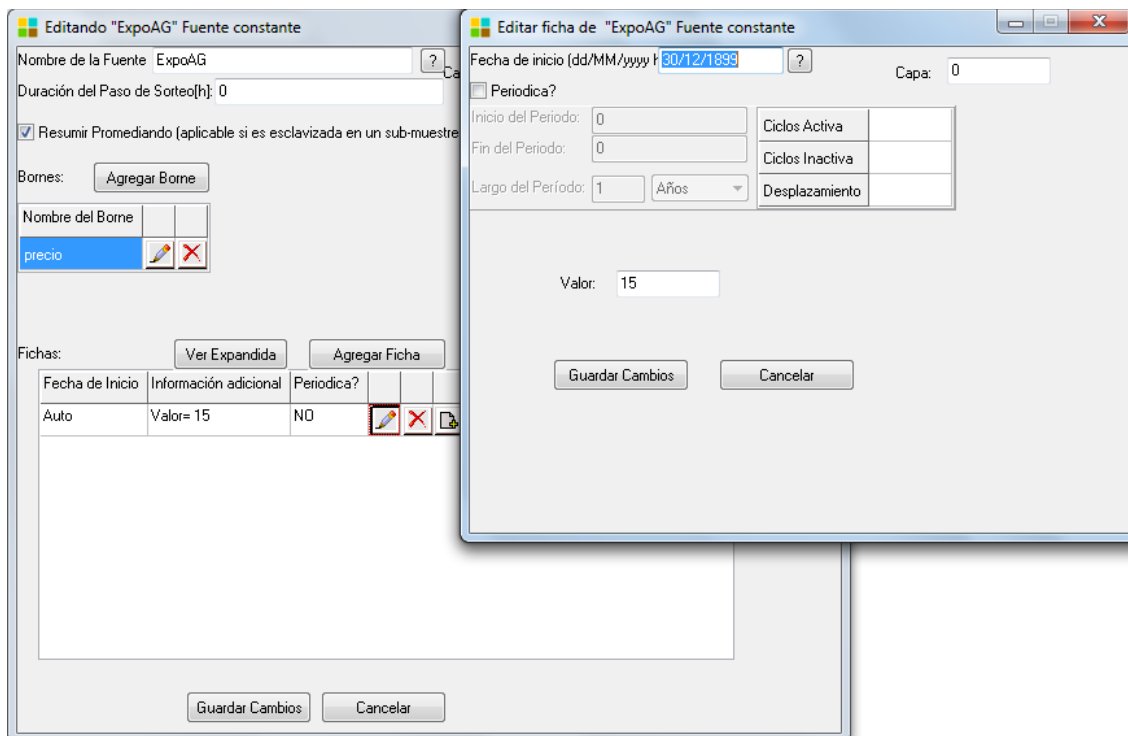 Editando "ExpoAG" Fuente constante
Nombre de la Fuente ExpoAG ? Ca
Duración del Paso de Sorteo[h]: 0
Resumir Promediando (aplicable si es esclavizada en un sub-muestre
Bornes: Agregar Borne
Nombre del Borne
precio
Fichas: Ver Expandida Agregar Ficha
Fecha de Inicio Información adicional Periodica?
Auto Valor= 15 NO
Guardar Cambios Cancelar
Editar ficha de "ExpoAG" Fuente constante
Fecha de inicio (dd/MM/yyyy h 30/12/1899 ? Capa: 0
Periodica?
Inicio del Periodo: 0 Ciclos Activa
Fin del Periodo: 0 Ciclos Inactiva
Largo del Período: 1 Años Desplazamiento
Valor: 15
Guardar Cambios Cancelar